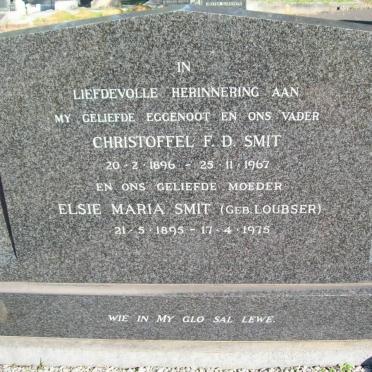 IN
LIEFDEVOLLE HERINNERING AAN
MY GELIEFDE EGGENOOT EN ONS VADER
CHRISTOFFEL F. D. SMIT
20 · 2 · 1896 – 25 · 11 · 1967
EN ONS GELIEFDE MOEDER
ELSIE MARIA SMIT (GEB. LOUBSER)
21 · 5 · 1895 – 17 · 4 · 1975
WIE IN MY GLO SAL LEWE.